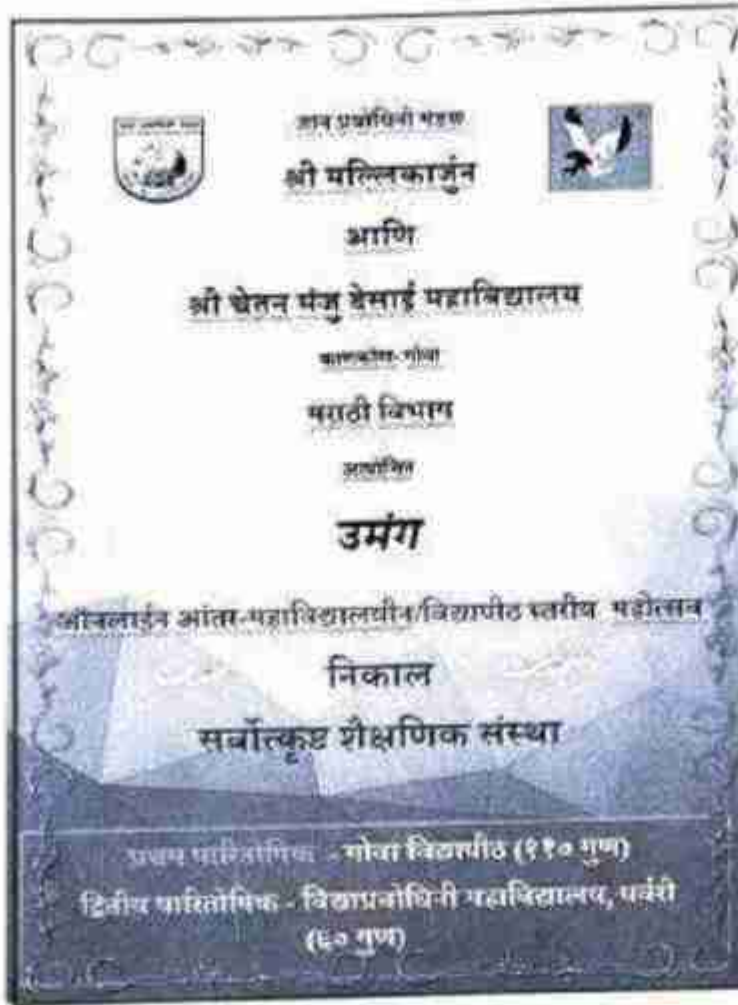 ज्ञान प्रबोधिनी मंडळ
श्री मल्लिकार्जुन
आणि
श्री चेतन मंजु देसाई महाविद्यालय
काणकोण- गोवा
मराठी विभाग
आयोजित
उमंग
ऑनलाईन आंतर-महाविद्यालयीन/विद्यापीठ स्तरीय महोत्सव
निकाल
सर्वोत्कृष्ट शैक्षणिक संस्था
प्रथम पारितोषिक - गोवा विद्यापीठ (११० गुण)
द्वितीय पारितोषिक - विद्याप्रबोधिनी महाविद्यालय, पर्वरी
(६० गुण)